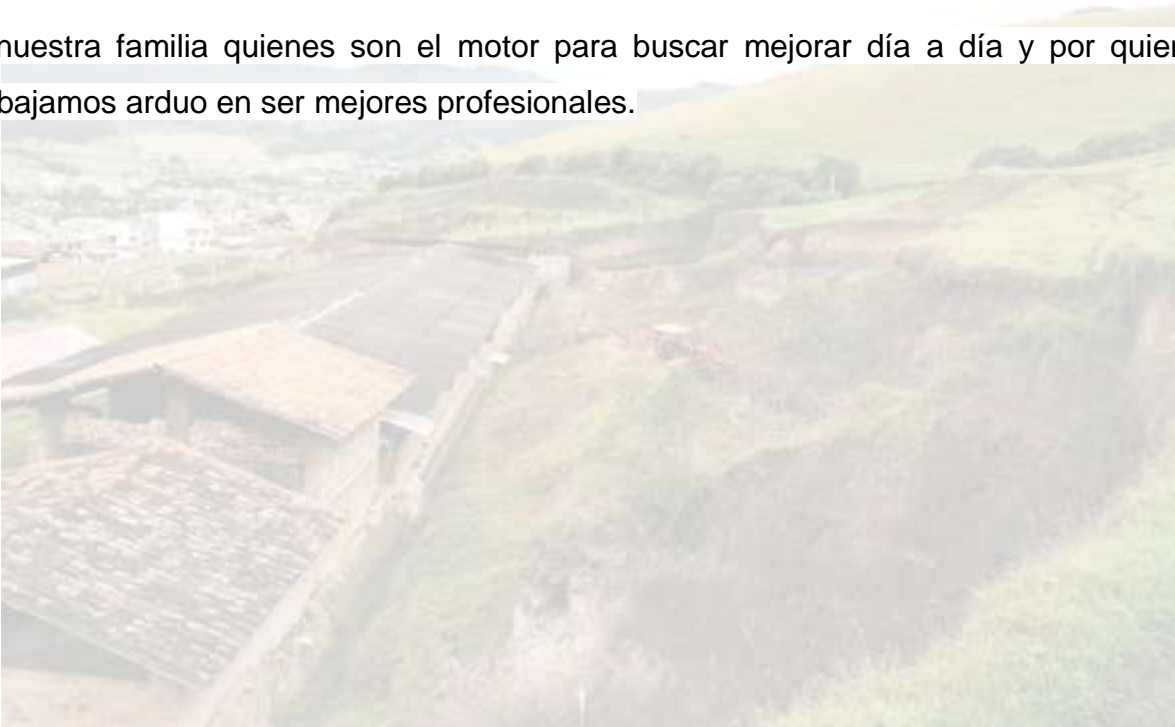 nuestra familia quienes son el motor para buscar mejorar día a día y por quien
bajamos arduo en ser mejores profesionales.